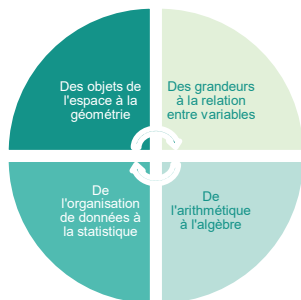 Des objets de
l'espace à la
géométrie
Des grandeurs
à la relation
entre variables
De
l'organisation
de données à
la statistique
De
l'arithmétique
à l'algèbre